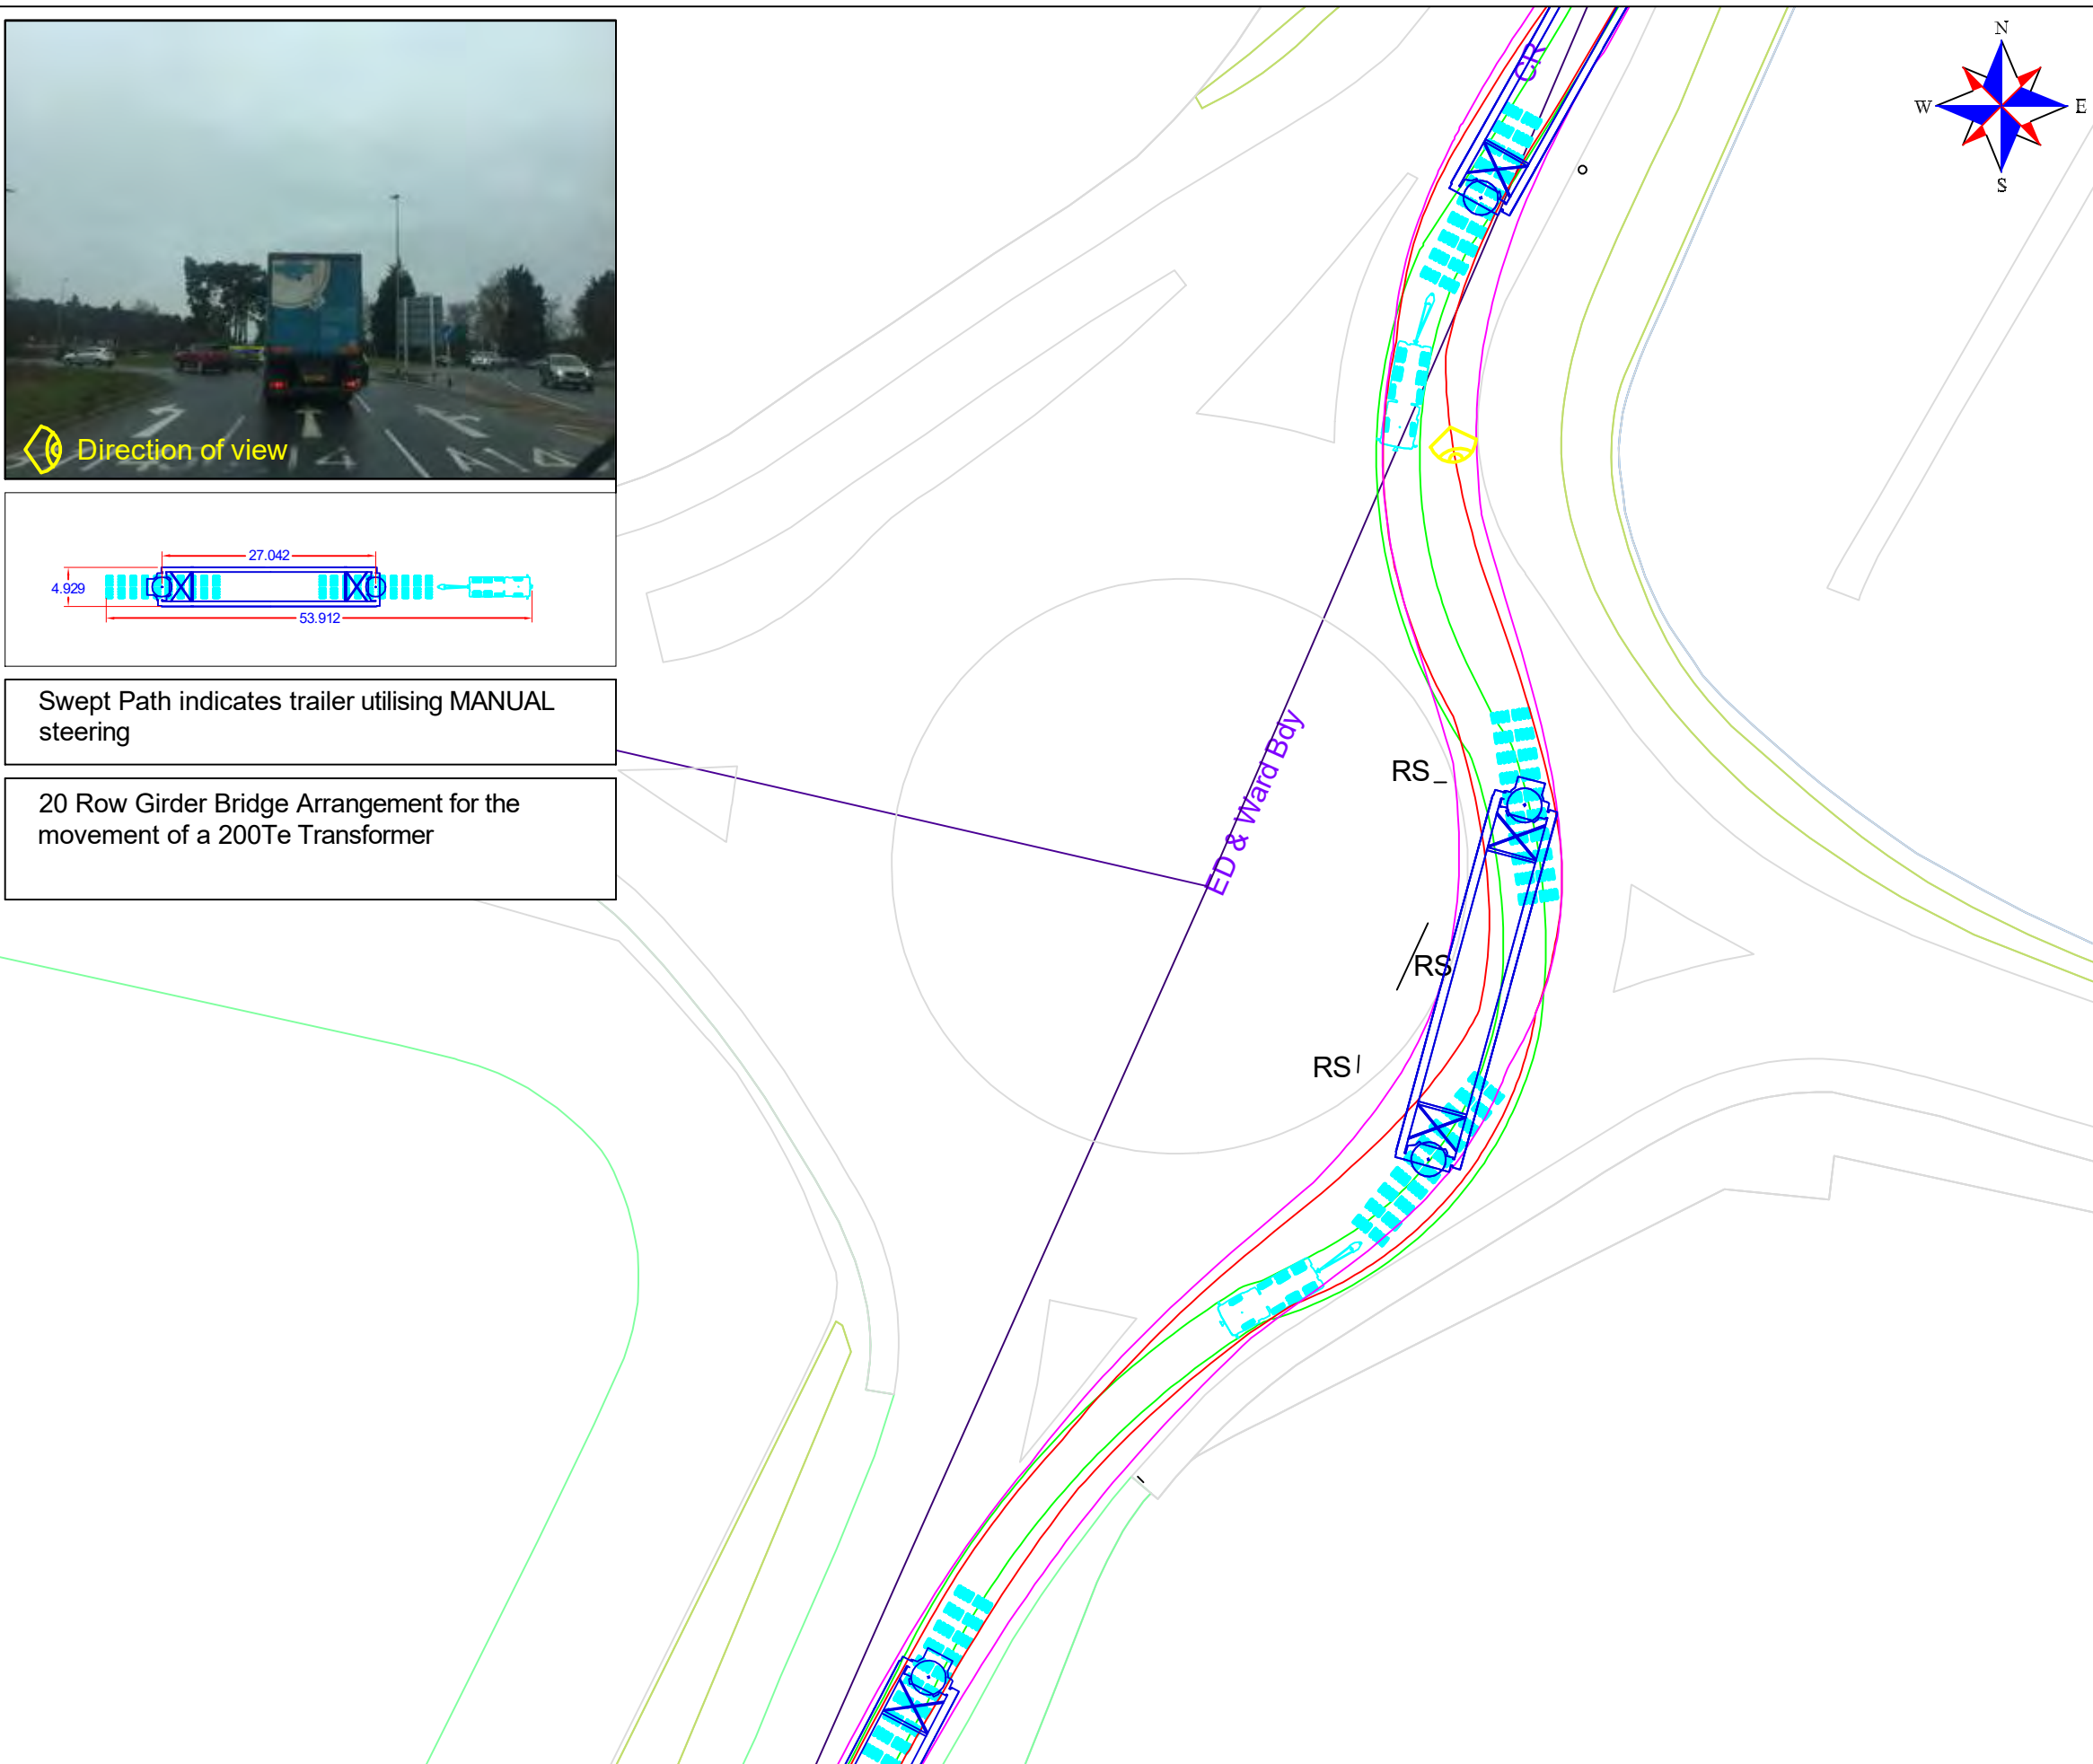 N
W E
S
CR
Direction of view
27.042
4.929
53.912
Swept Path indicates trailer utilising MANUAL
steering
20 Row Girder Bridge Arrangement for the
movement of a 200Te Transformer
ED & Ward Bdy
RS
RS
RS
A14